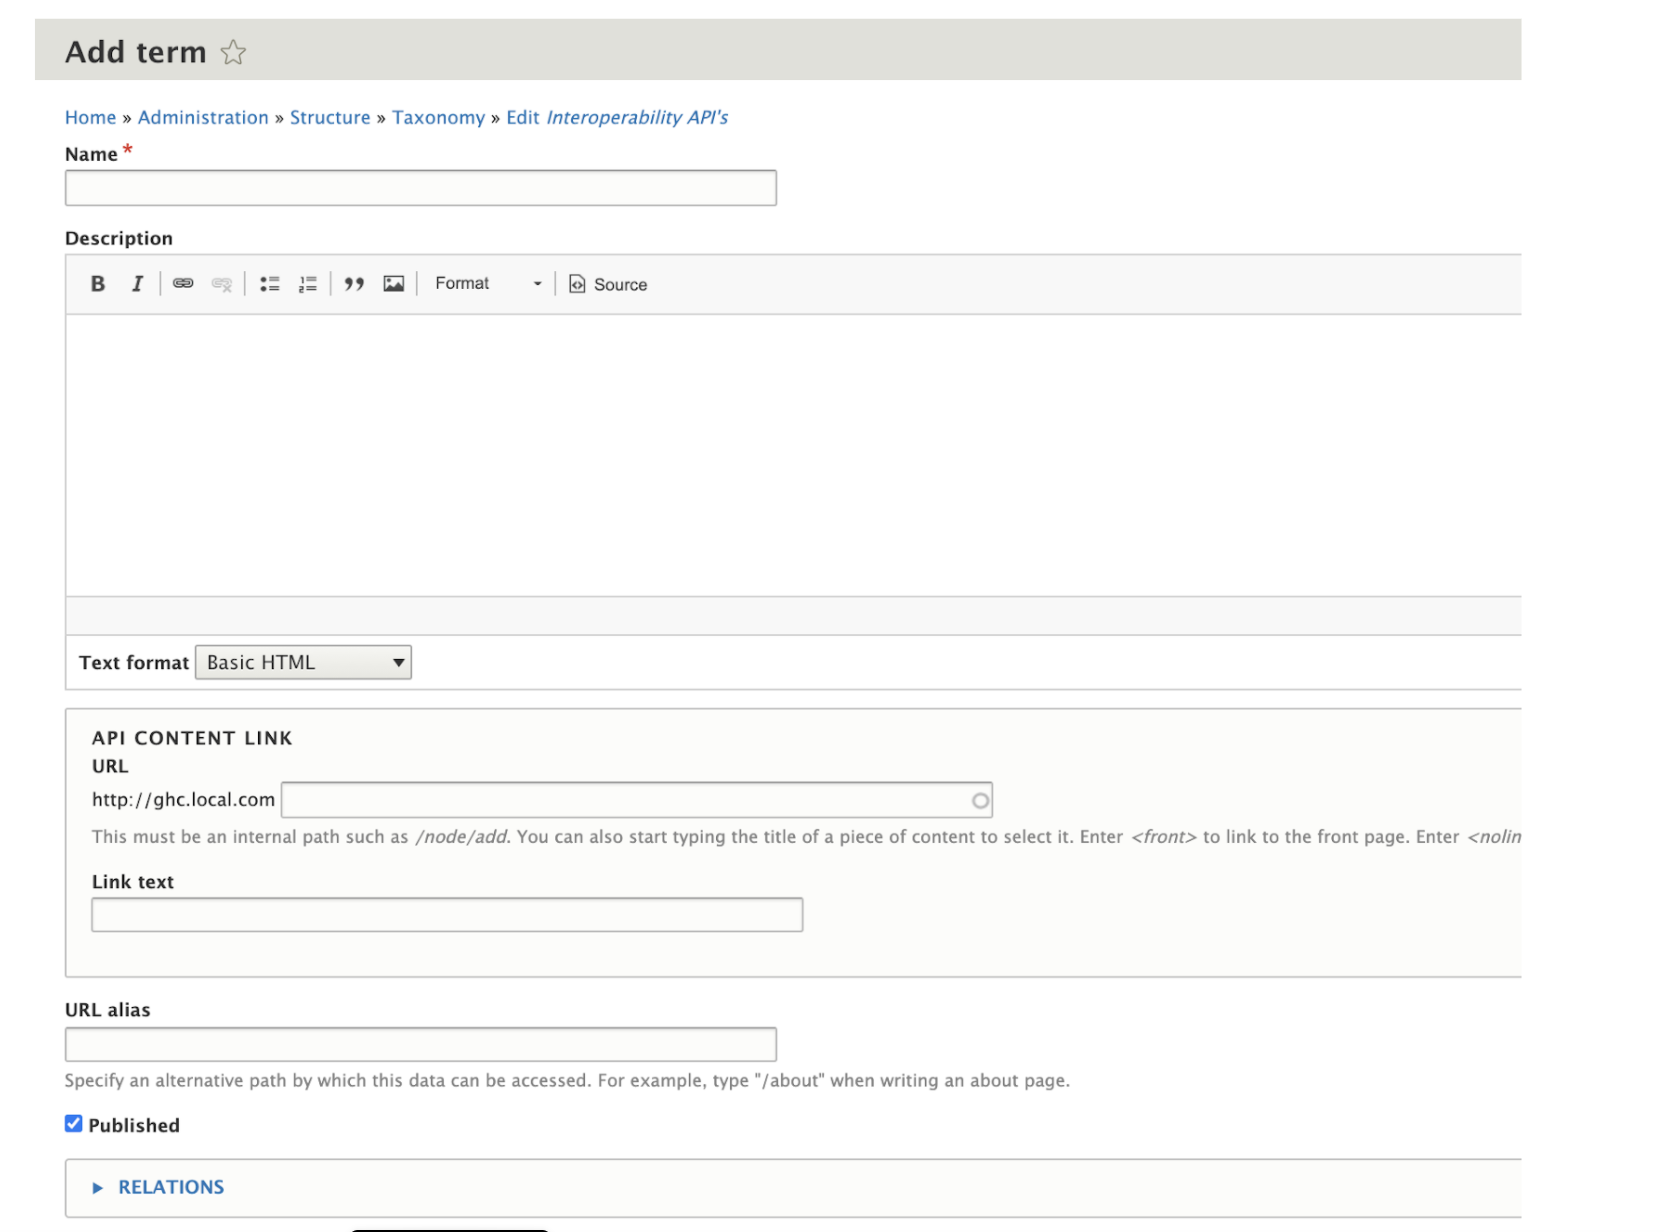 Add term
Home » Administration » Structure » Taxonomy » Edit Interoperability API's
Name *
Description
B I Format Source
Text format Basic HTML
API CONTENT LINK
URL
http://ghc.local.com
This must be an internal path such as /node/add. You can also start typing the title of a piece of content to select it. Enter <front> to link to the front page. Enter <nolin
Link text
URL alias
Specify an alternative path by which this data can be accessed. For example, type "/about" when writing an about page.
Published
RELATIONS